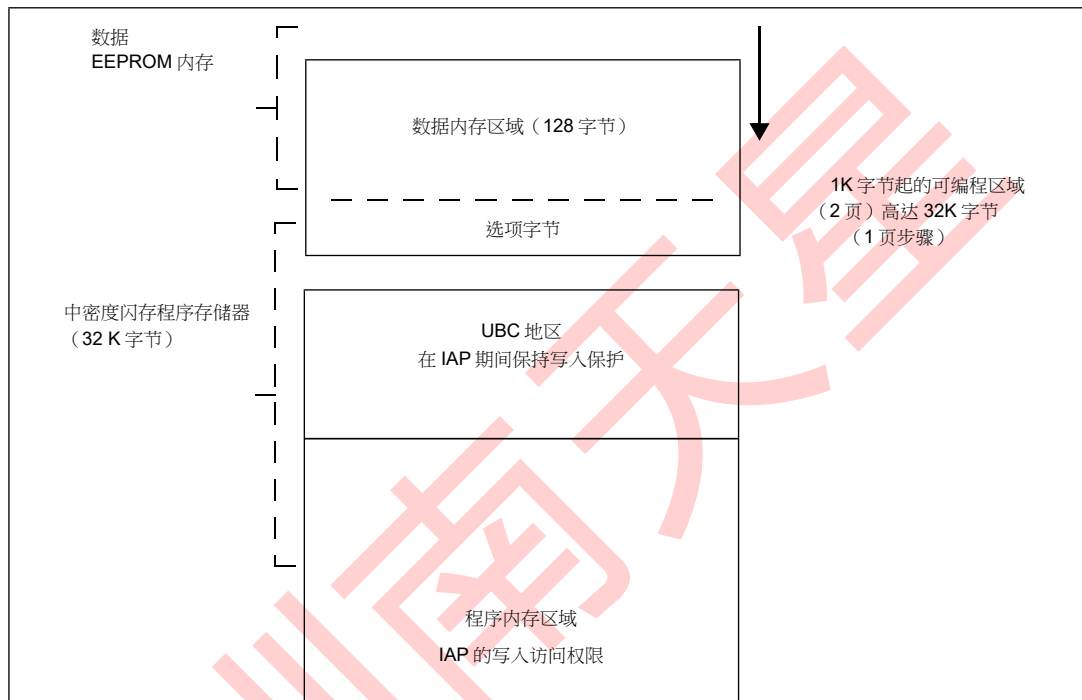 数据
EEPROM 内存
数据内存区域（128 字节）
选项字节
1K 字节起的可编程区域
（2 页）高达 32K 字节
（1 页步骤）
中密度闪存程序存储器
（32 K 字节）
UBC 地区
在 IAP 期间保持写入保护
程序内存区域
IAP 的写入访问权限
南天星